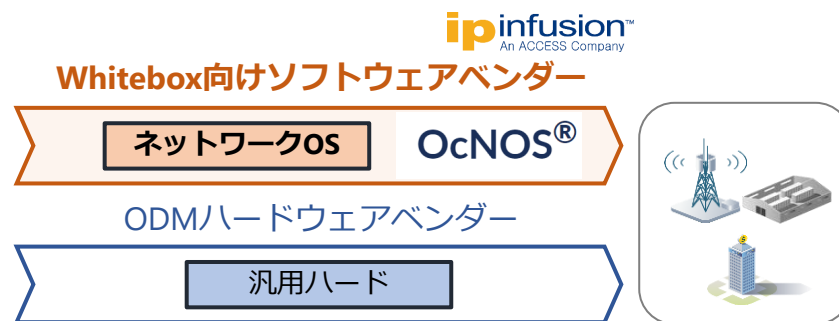 ipinfusion™
An ACCESS Company
Whitebox向けソフトウェアベンダー
ネットワークOS
OcNOS®
ODMハードウェアベンダー
汎用ハード